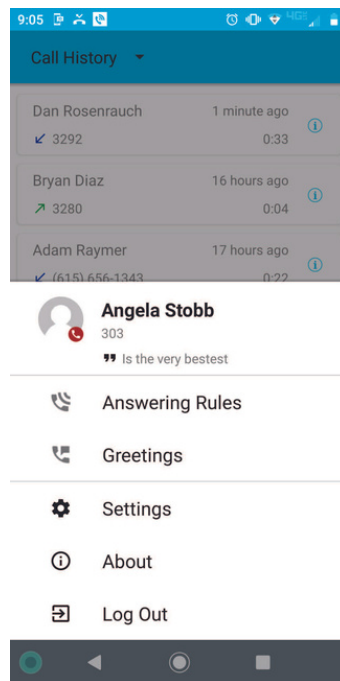 9:05
4G
Call History
Dan Rosenrauch 1 minute ago
3292 0:33
Bryan Diaz 16 hours ago
3280 0:04
Adam Raymer 17 hours ago
(615) 656-1343 0:22
Angela Stobb
303
Is the very bestest
Answering Rules
Greetings
Settings
About
Log Out